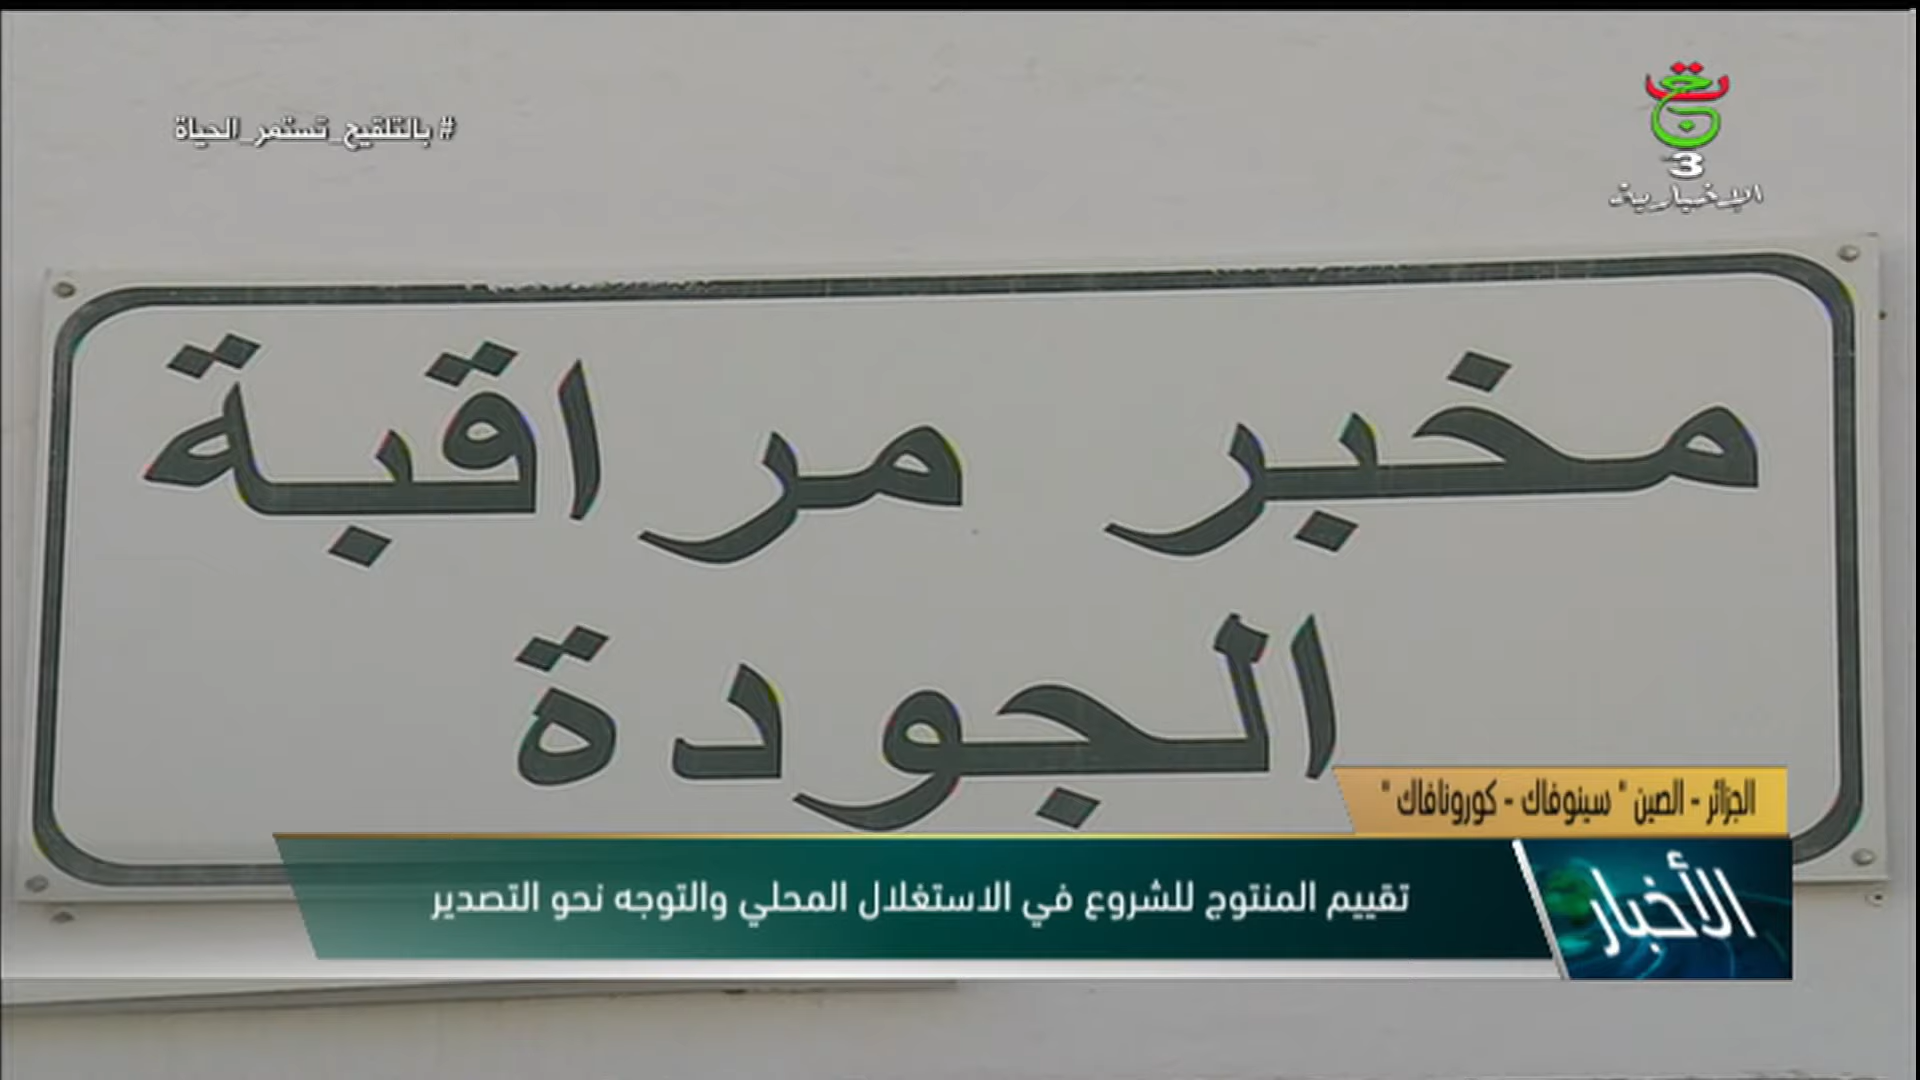 # بالتلقيح_تستمر_الحياة
3
الإخبارية
مخبر مراقبة
الجودة
الجزائر - الصين " سينوفاك - كورونافاك "
تقييم المنتوج للشروع في الاستغلال المحلي والتوجه نحو التصدير
الأخبار